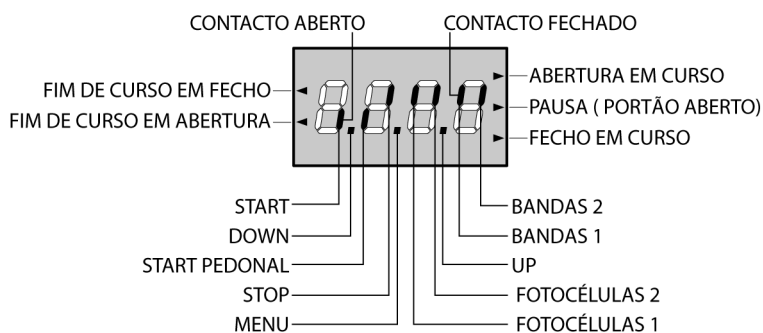 CONTACTO ABERTO
CONTACTO FECHADO
FIM DE CURSO EM FECHO
FIM DE CURSO EM ABERTURA
ABERTURA EM CURSO
PAUSA ( PORTÃO ABERTO)
FECHO EM CURSO
START
DOWN
START PEDONAL
STOP
MENU
BANDAS 2
BANDAS 1
UP
FOTOCÉLULAS 2
FOTOCÉLULAS 1